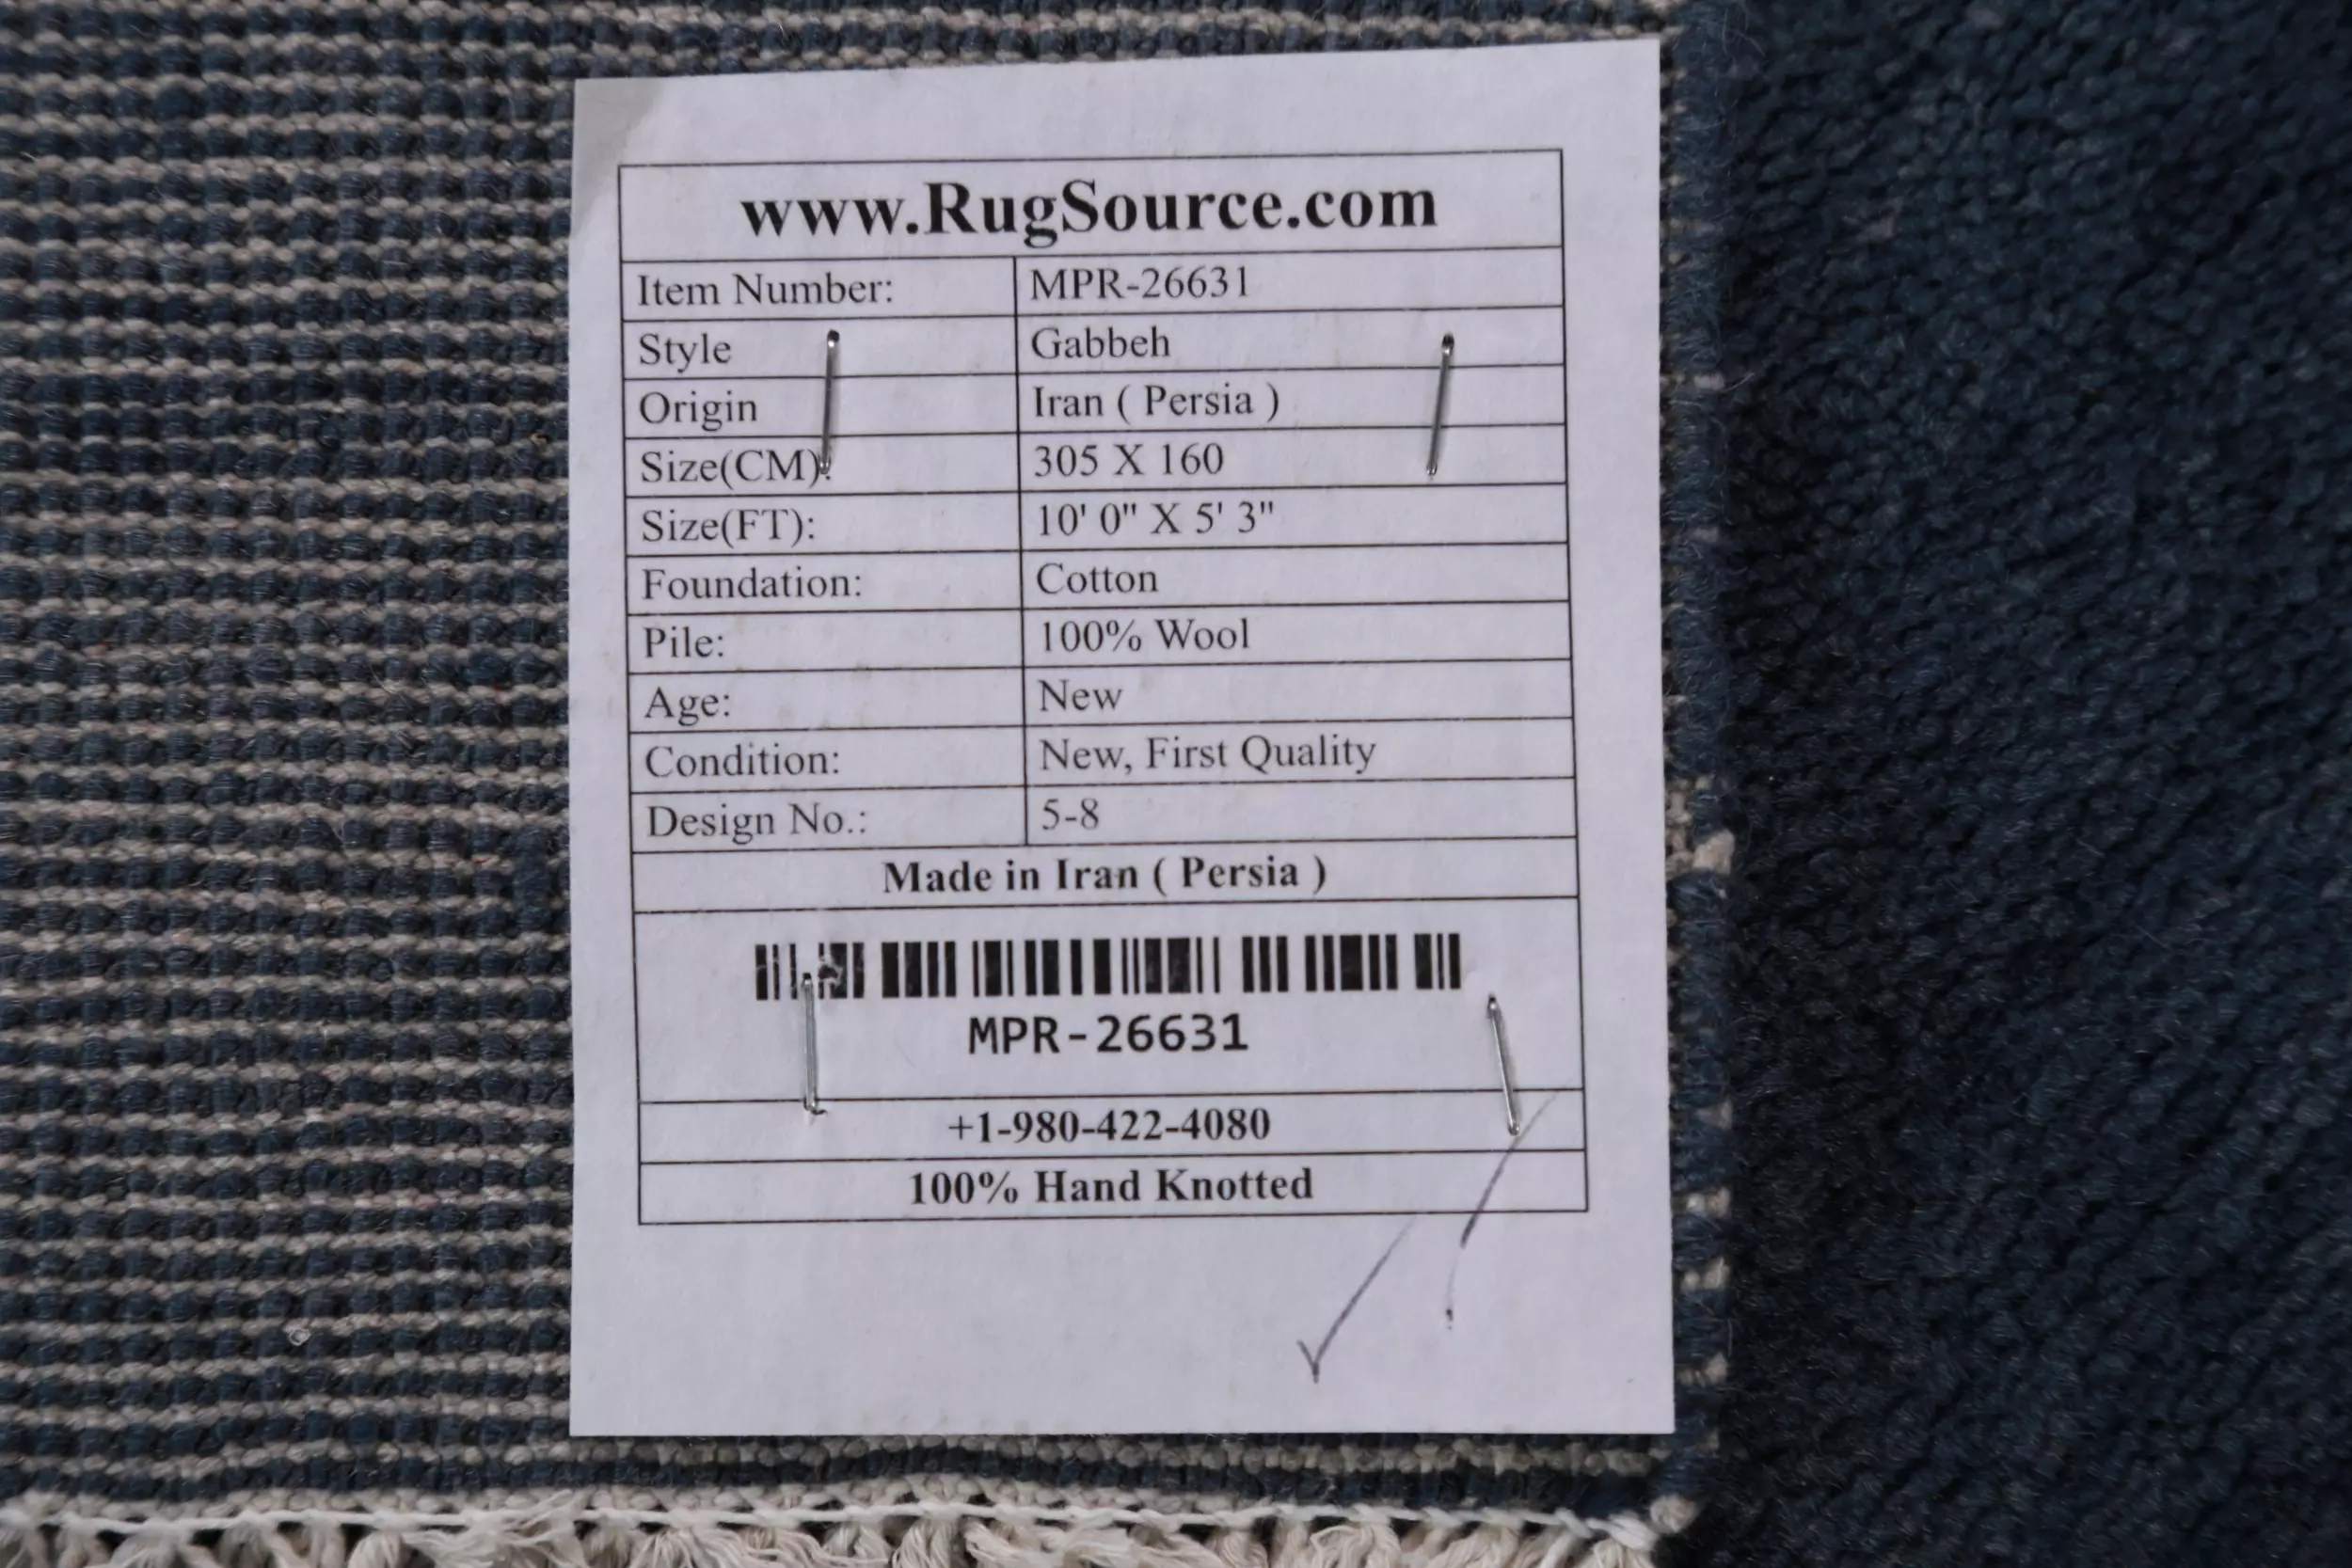 www.RugSource.com
Item Number: MPR-26631
Style Gabbeh
Origin Iran ( Persia )
Size(CM): 305 X 160
Size(FT): 10' 0" X 5' 3"
Foundation: Cotton
Pile: 100% Wool
Age: New
Condition: New, First Quality
Design No.: 5-8
Made in Iran ( Persia )
MPR-26631
+1-980-422-4080
100% Hand Knotted